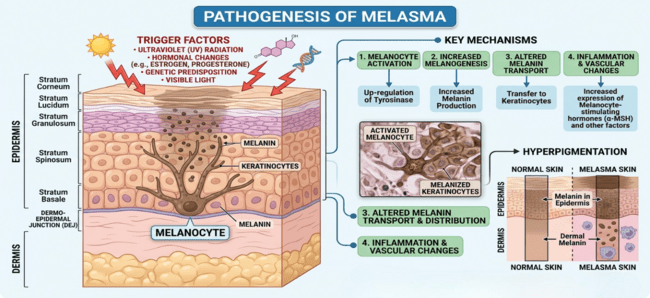 PATHOGENESIS OF MELASMA
TRIGGER FACTORS
• ULTRAVIOLET (UV) RADIATION
• HORMONAL CHANGES
(e.g., ESTROGEN, PROGESTERONE)
• GENETIC PREDISPOSITION
• VISIBLE LIGHT
EPIDERMIS
Stratum
Corneum
Stratum
Lucidum
Stratum
Granulosum
Stratum
Spinosum
Stratum
Basale
DERMO-
EPIDERMAL
JUNCTION (DEJ)
DERMIS
MELANIN
KERATINOCYTES
MELANIN
MELANOCYTE
KEY MECHANISMS
1. MELANOCYTE
ACTIVATION
Up-regulation
of Tyrosinase
2. INCREASED
MELANOGENESIS
Increased
Melanin
Production
3. ALTERED
MELANIN
TRANSPORT
Transfer to
Keratinocytes
4. INFLAMMATION
& VASCULAR
CHANGES
Increased
expression of
Melanocyte-
stimulating
hormones (α-MSH)
and other factors
ACTIVATED
MELANOCYTE
MELANIZED
KERATINOCYTES
3. ALTERED MELANIN
TRANSPORT & DISTRIBUTION
4. INFLAMMATION &
VASCULAR CHANGES
HYPERPIGMENTATION
NORMAL SKIN
MELASMA SKIN
EPIDERMIS
Melanin in
Epidermis
DERMIS
Dermal
Melanin
NORMAL SKIN
MELASMA SKIN